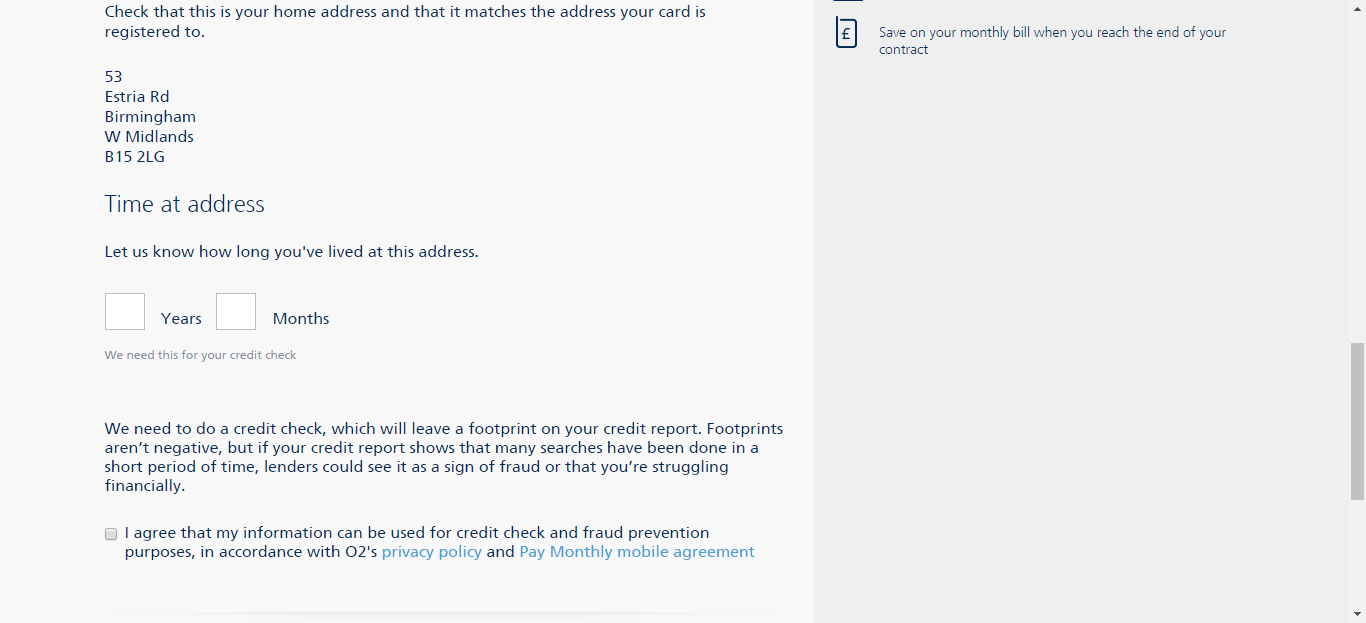 Check that this is your home address and that it matches the address your card is
registered to.
53
Estria Rd
Birmingham
W Midlands
B15 2LG
Time at address
Let us know how long you've lived at this address.
Years Months
We need this for your credit check
We need to do a credit check, which will leave a footprint on your credit report. Footprints
aren’t negative, but if your credit report shows that many searches have been done in a
short period of time, lenders could see it as a sign of fraud or that you’re struggling
financially.
I agree that my information can be used for credit check and fraud prevention
purposes, in accordance with O2's privacy policy and Pay Monthly mobile agreement
£
Save on your monthly bill when you reach the end of your
contract